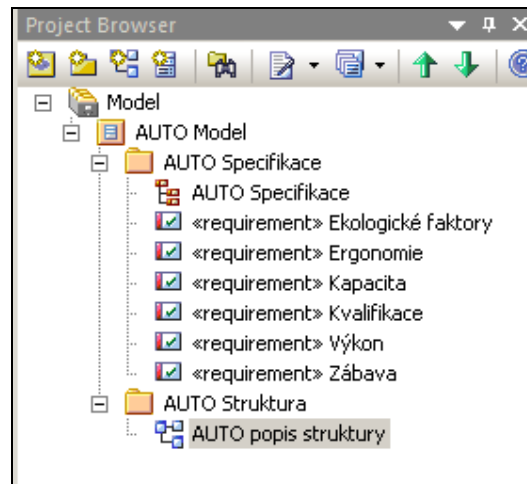 Project Browser
Model
AUTO Model
AUTO Specifikace
AUTO Specifikace
«requirement» Ekologické faktory
«requirement» Ergonomie
«requirement» Kapacita
«requirement» Kvalifikace
«requirement» Výkon
«requirement» Zábava
AUTO Struktura
AUTO popis struktury